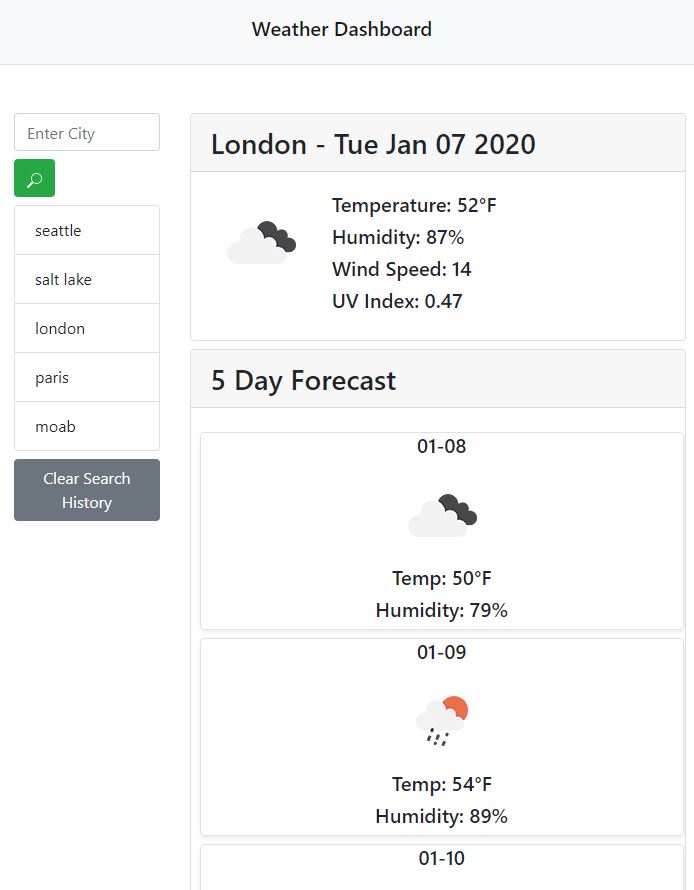 Weather Dashboard
Enter City
seattle
salt lake
london
paris
moab
Clear Search
History
London - Tue Jan 07 2020
Temperature: 52°F
Humidity: 87%
Wind Speed: 14
UV Index: 0.47
5 Day Forecast
01-08
Temp: 50°F
Humidity: 79%
01-09
Temp: 54°F
Humidity: 89%
01-10